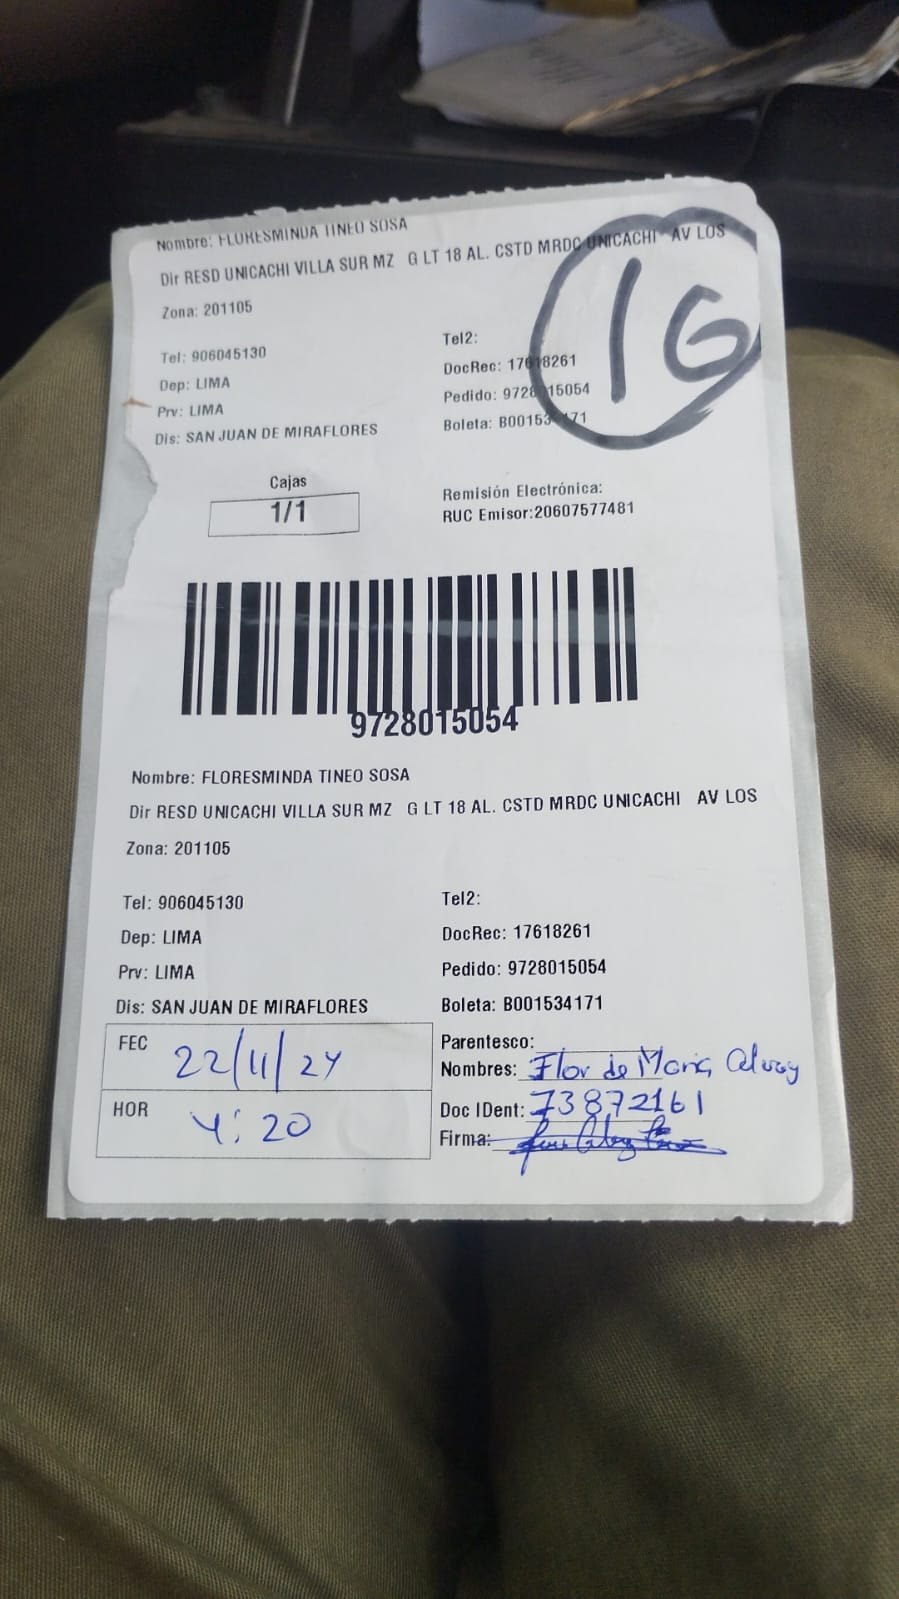 Nombre: FLORESMINDA TINEO SOSA
Dir RESD UNICACHI VILLA SUR MZ G LT 18 AL. CSTD MRDC UNICACHI AV LOS
16
Zona: 201105
Tel: 906045130
Tel2:
Dep: LIMA
DocRec: 17618261
Prv: LIMA
Pedido: 9728015054
Dis: SAN JUAN DE MIRAFLORES
Boleta: B001534171
Cajas
1/1
Remisión Electrónica:
RUC Emisor:20607577481
9728015054
Nombre: FLORESMINDA TINEO SOSA
Dir RESD UNICACHI VILLA SUR MZ G LT 18 AL. CSTD MRDC UNICACHI AV LOS
Zona: 201105
Tel: 906045130
Tel2:
Dep: LIMA
DocRec: 17618261
Prv: LIMA
Pedido: 9728015054
Dis: SAN JUAN DE MIRAFLORES
Boleta: B001534171
FEC 22/11/24
Parentesco:
Nombres: Flor de Maria
HOR 4:20
Doc IDent: 73872161
Firma: